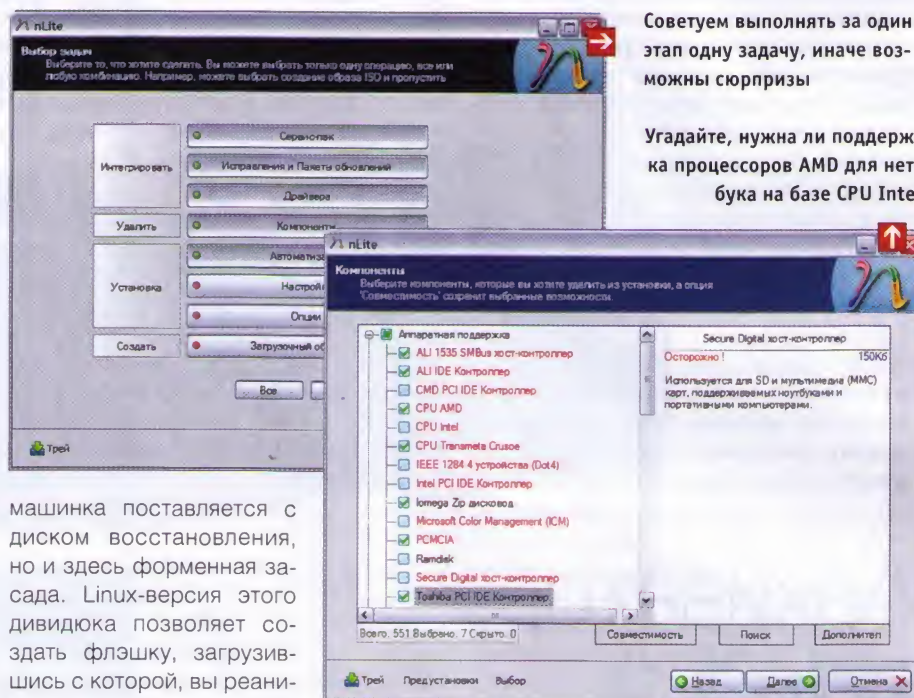 nLite
Выбор задач
Выберите то, что хотите сделать. Вы можете выбрать только одну операцию, все или
любую комбинацию. Например, можете выбрать создание образа ISO и пропустить
Интегрировать
Сервиспак
Исправления и Пакеты обновлений
Драйвера
Удалить
Компоненты
Установка
Автоматиза
Настрой
Опции
Создать
Загрузочный об
Все
Трей
Советуем выполнять за один
этап одну задачу, иначе воз-
можны сюрпризы
Угадайте, нужна ли поддерж
ка процессоров AMD для нет
бука на базе CPU Inte
nLite
Компоненты
Выберите компоненты, которые вы хотите удалить из установки, а опция
'Совместимость' сохранит выбранные возможности.
Аппаратная поддержка
ALI 1535 SMBus хост-контроллер
ALI IDE Контроллер
CMD PCI IDE Контроллер
CPU AMD
CPU Intel
CPU Transmeta Crusoe
IEEE 1284 4 устройства (Dot4)
Intel PCI IDE Контроллер
Iomega Zip дисковод
Microsoft Color Management (ICM)
PCMCIA
Ramdisk
Secure Digital хост-контроллер
Toshiba PCI IDE Контроллер
Secure Digital хост-контроллер
Осторожно ! 150Кб
Используется для SD и мультимедиа (MMC)
карт, поддерживаемых ноутбуками и
портативными компьютерами.
Всего. 551 Выбрано. 7 Скрыто. 0
Совместимость
Поиск
Дополнител
Трей Предустановки Выбор
Назад
Далее
Отмена
машинка поставляется с
диском восстановления,
но и здесь форменная за-
сада. Linux-версия этого
дивидюка позволяет со-
здать флэшку, загрузив-
шись с которой, вы реани-